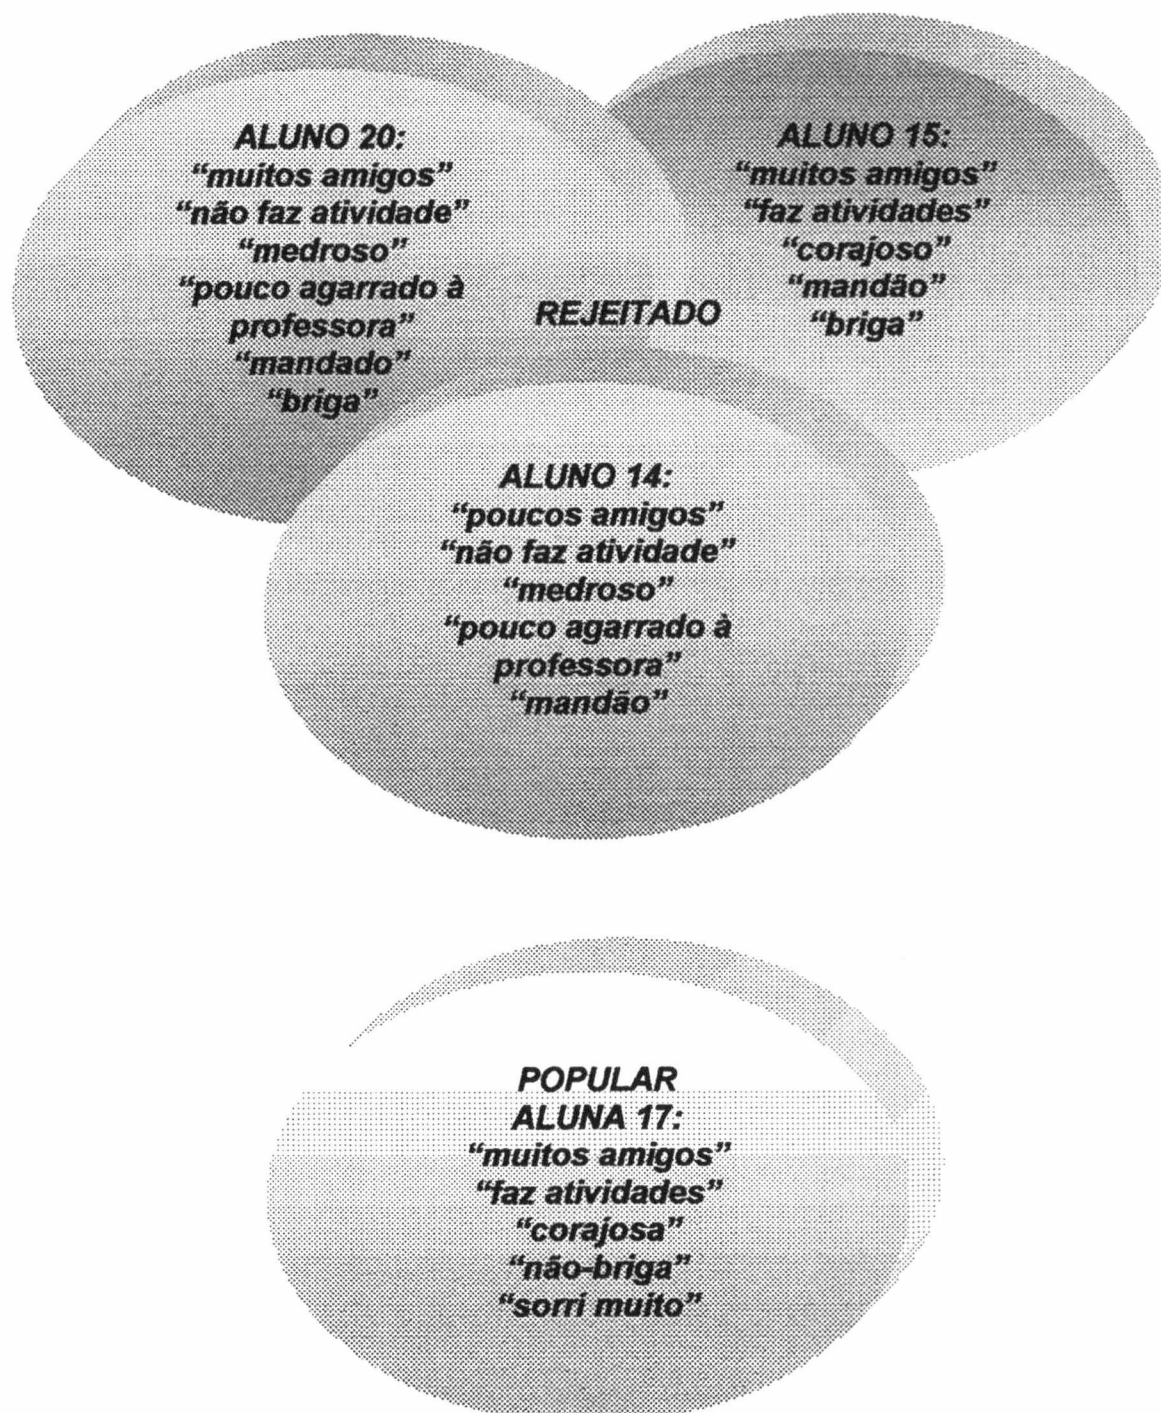 ALUNO 20:
“muitos amigos”
“não faz atividade”
“medroso”
“pouco agarrado à
professora”
“mandado”
“briga”
ALUNO 15:
“muitos amigos”
“faz atividades”
“corajoso”
“mandão”
“briga”
REJEITADO
ALUNO 14:
“poucos amigos”
“não faz atividade”
“medroso”
“pouco agarrado à
professora”
“mandão”
POPULAR
ALUNA 17:
“muitos amigos”
“faz atividades”
“corajosa”
“não-briga”
“sorri muito”